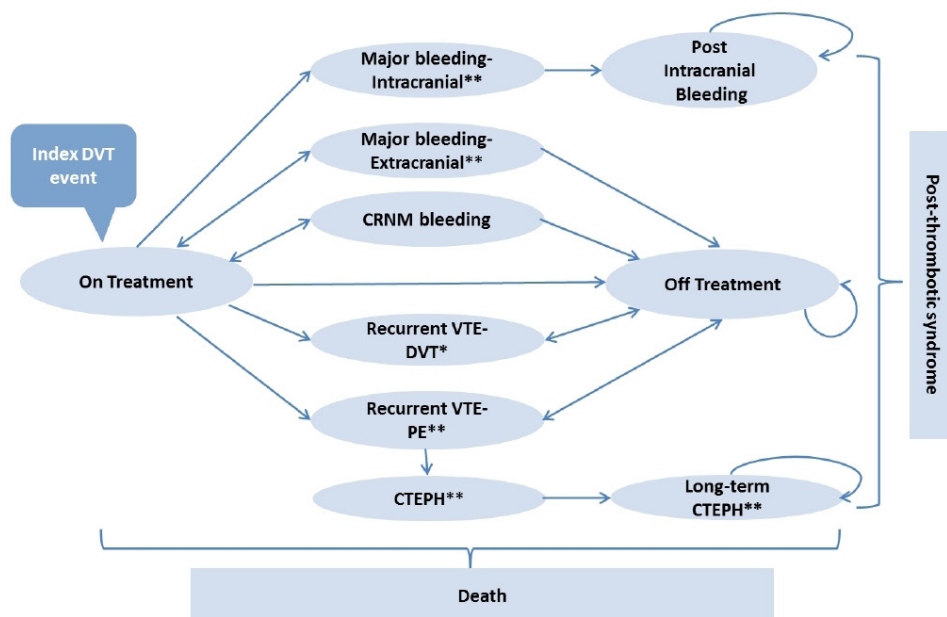 Major bleeding-
Intracranial**
Post
Intracranial
Bleeding
Index DVT
event
Major bleeding-
Extracranial**
CRNM bleeding
On Treatment
Off Treatment
Recurrent VTE-
DVT*
Recurrent VTE-
PE**
CTEPH**
Long-term
CTEPH**
Post-thrombotic syndrome
Death